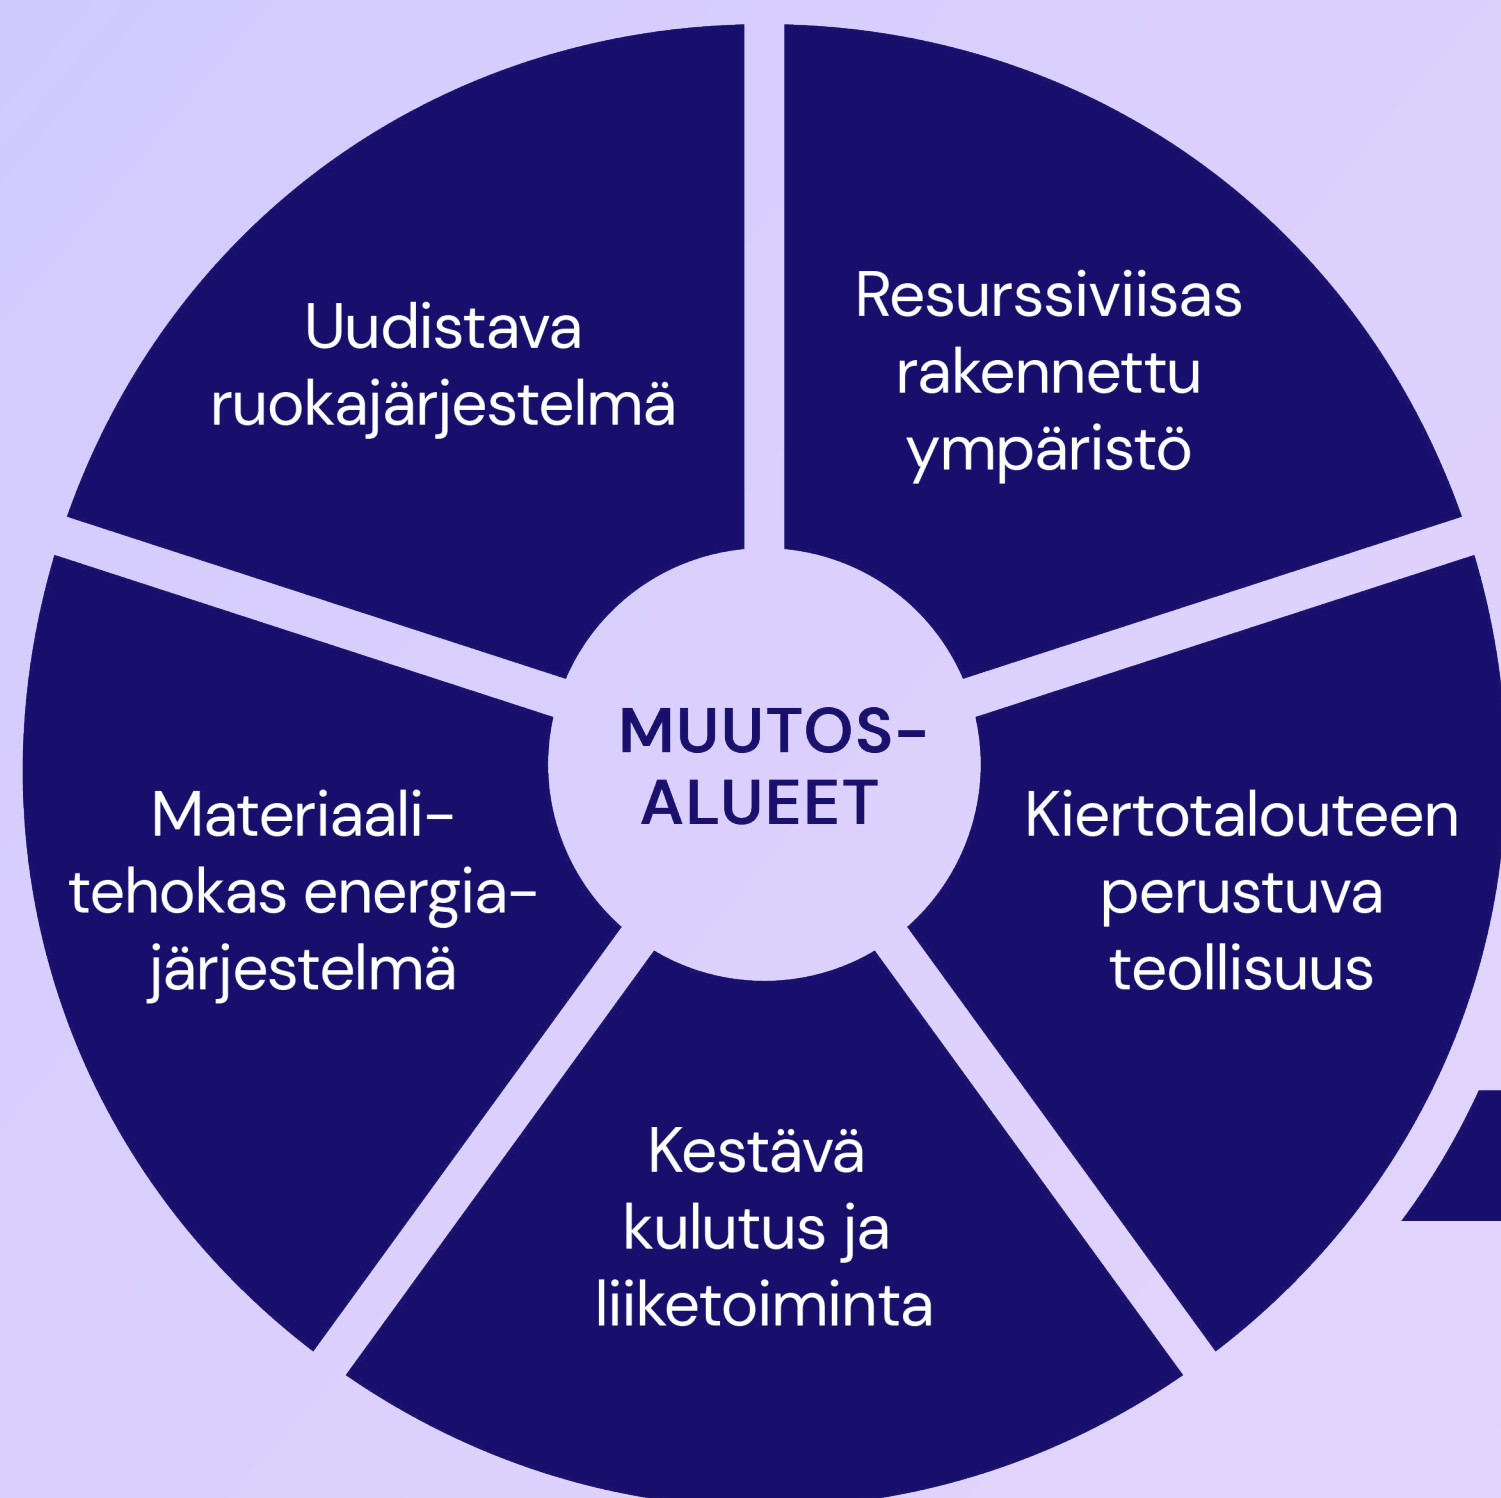 Uudistava
ruokajärjestelmä
Resurssiviisas
rakennettu
ympäristö
MUUTOS-
ALUEET
Materiaali-
tehokas energia-
järjestelmä
Kiertotalouteen
perustuva
teollisuus
Kestävä
kulutus ja
liiketoiminta